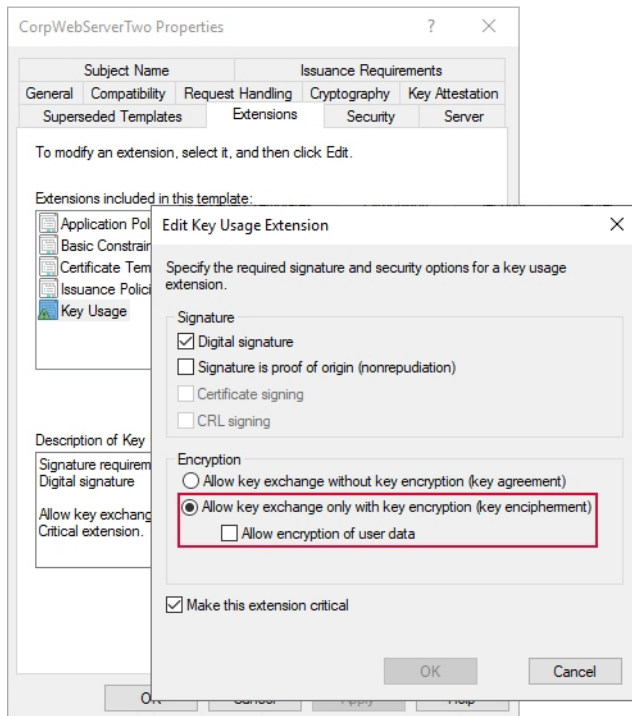 CorpWebServerTwo Properties
?
Subject Name
Issuance Requirements
General
Compatibility
Request Handling
Cryptography
Key Attestation
Superseded Templates
Extensions
Security
Server
To modify an extension, select it, and then click Edit.
Extensions included in this template:
Application Pol
Basic Constrain
Certificate Tem
Issuance Polici
Key Usage
Description of Key
Signature requirem
Digital signature
Allow key exchang
Critical extension.
Edit Key Usage Extension
Specify the required signature and security options for a key usage
extension.
Signature
Digital signature
Signature is proof of origin (nonrepudiation)
Certificate signing
CRL signing
Encryption
Allow key exchange without key encryption (key agreement)
Allow key exchange only with key encryption (key encipherment)
Allow encryption of user data
Make this extension critical
OK
Cancel